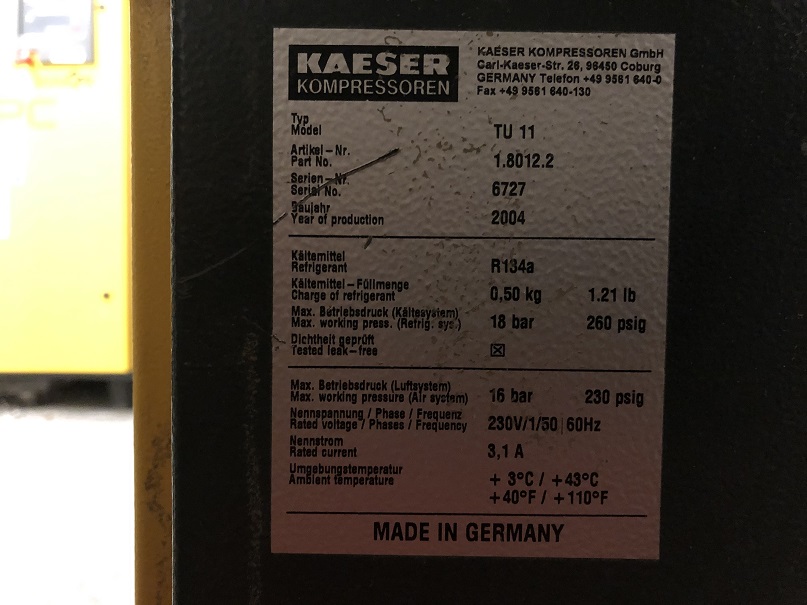 PC
KAESER
KOMPRESSOREN
KAESER KOMPRESSOREN GmbH
Carl-Kaeser-Str. 26, 96450 Coburg
GERMANY Telefon +49 9561 640-0
Fax +49 9561 640-130
Typ
Model TU 11
Artikel-Nr.
Part No. 1.8012.2
Serien-Nr.
Serial No. 6727
Baujahr
Year of production 2004
Kältemittel
Refrigerant R134a
Kältemittel-Füllmenge
Charge of refrigerant 0,50 kg 1.21 lb
Max. Betriebsdruck (Kältesystem)
Max. working press. (Refrig. sys.) 18 bar 260 psig
Dichtheit geprüft
Tested leak-free ☒
Max. Betriebsdruck (Luftsystem)
Max. working pressure (Air system) 16 bar 230 psig
Nennspannung / Phase / Frequenz
Rated voltage / Phases / Frequency 230V/1/50|60Hz
Nennstrom
Rated current 3,1 A
Umgebungstemperatur
Ambient temperature + 3°C / +43°C
+40°F / +110°F
MADE IN GERMANY